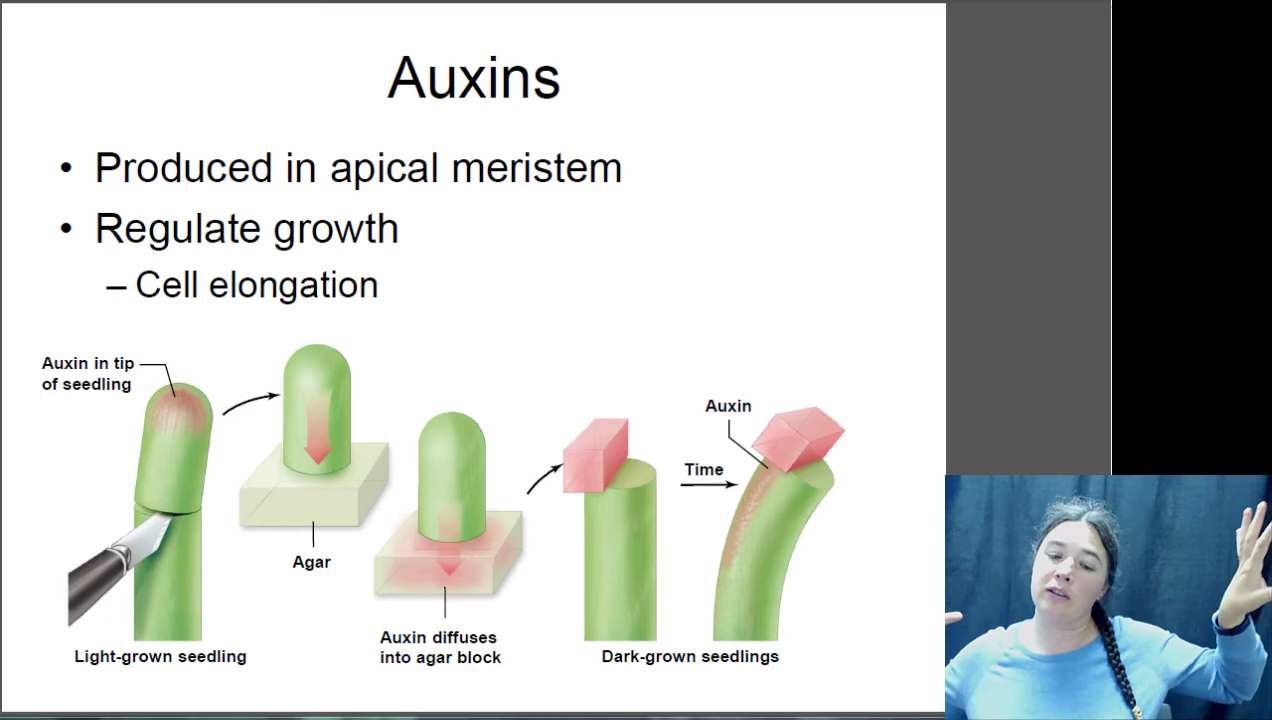 Auxins
• Produced in apical meristem
• Regulate growth
– Cell elongation
Auxin in tip
of seedling
Agar
Auxin diffuses
into agar block
Auxin
Time
Light-grown seedling
Dark-grown seedlings